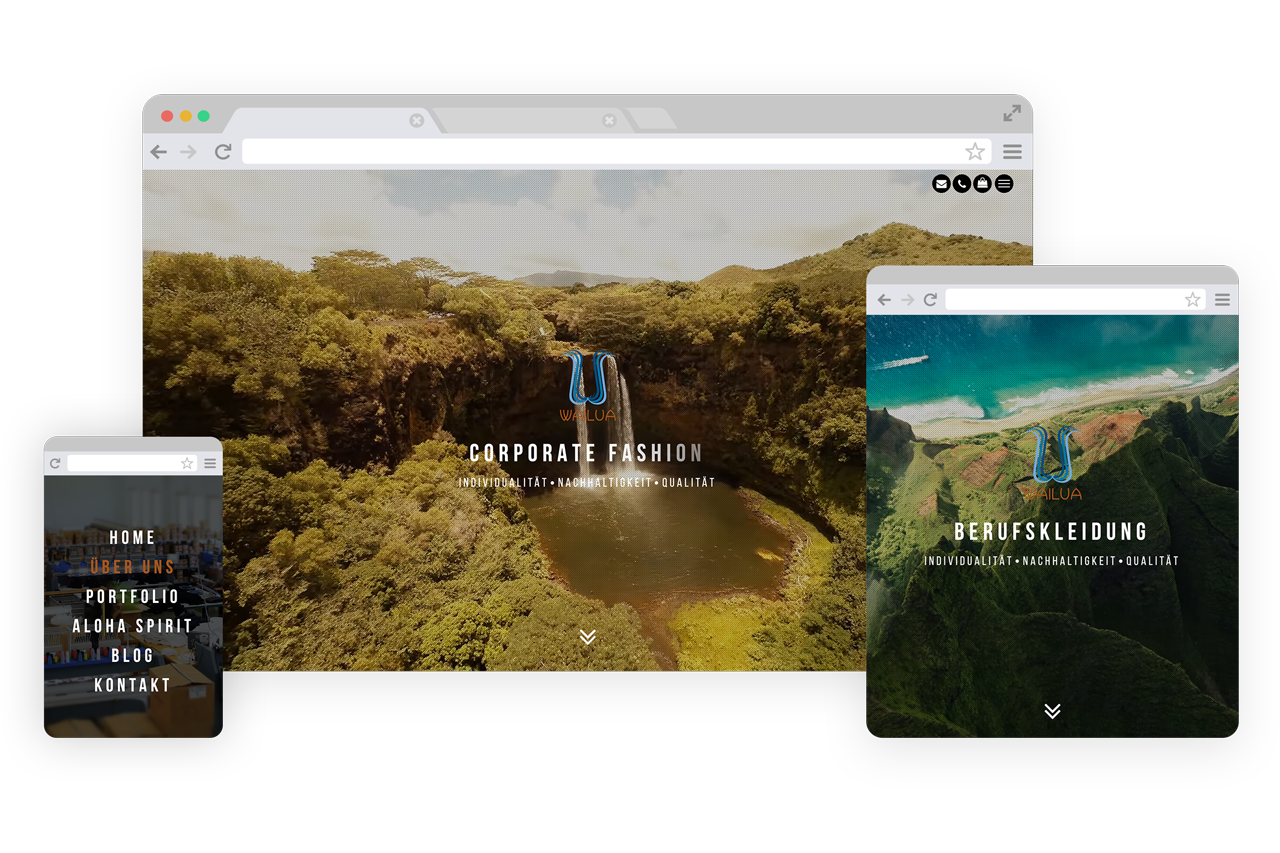 WAILUA
CORPORATE FASHION
INDIVIDUALITÄT•NACHHALTIGKEIT•QUALITÄT
HOME
ÜBER UNS
PORTFOLIO
ALOHA SPIRIT
BLOG
KONTAKT
WAILUA
BERUFSKLEIDUNG
INDIVIDUALITÄT•NACHHALTIGKEIT•QUALITÄT